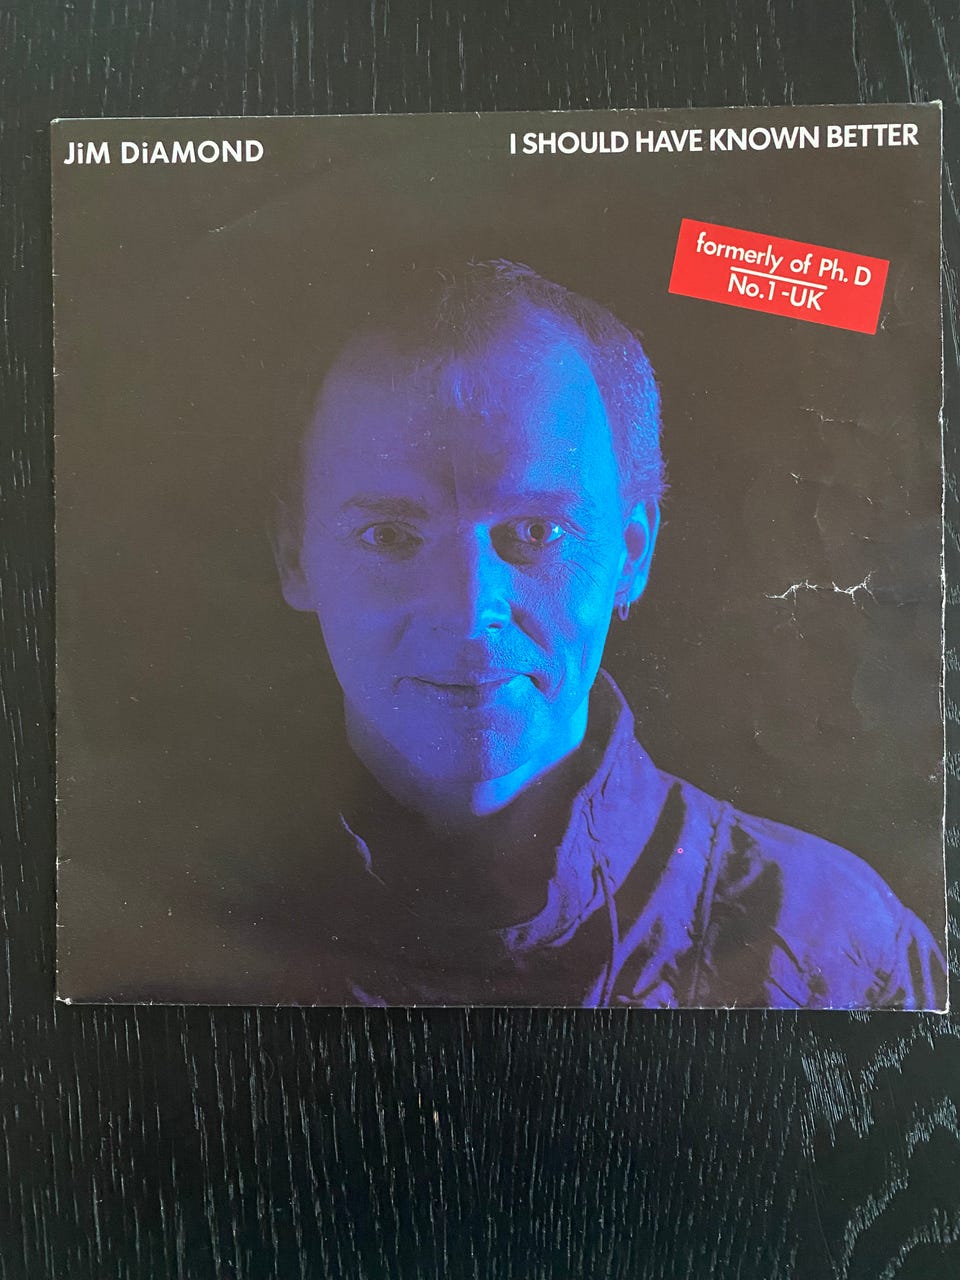 JiM DiAMOND
I SHOULD HAVE KNOWN BETTER
formerly of Ph. D
No.1 -UK